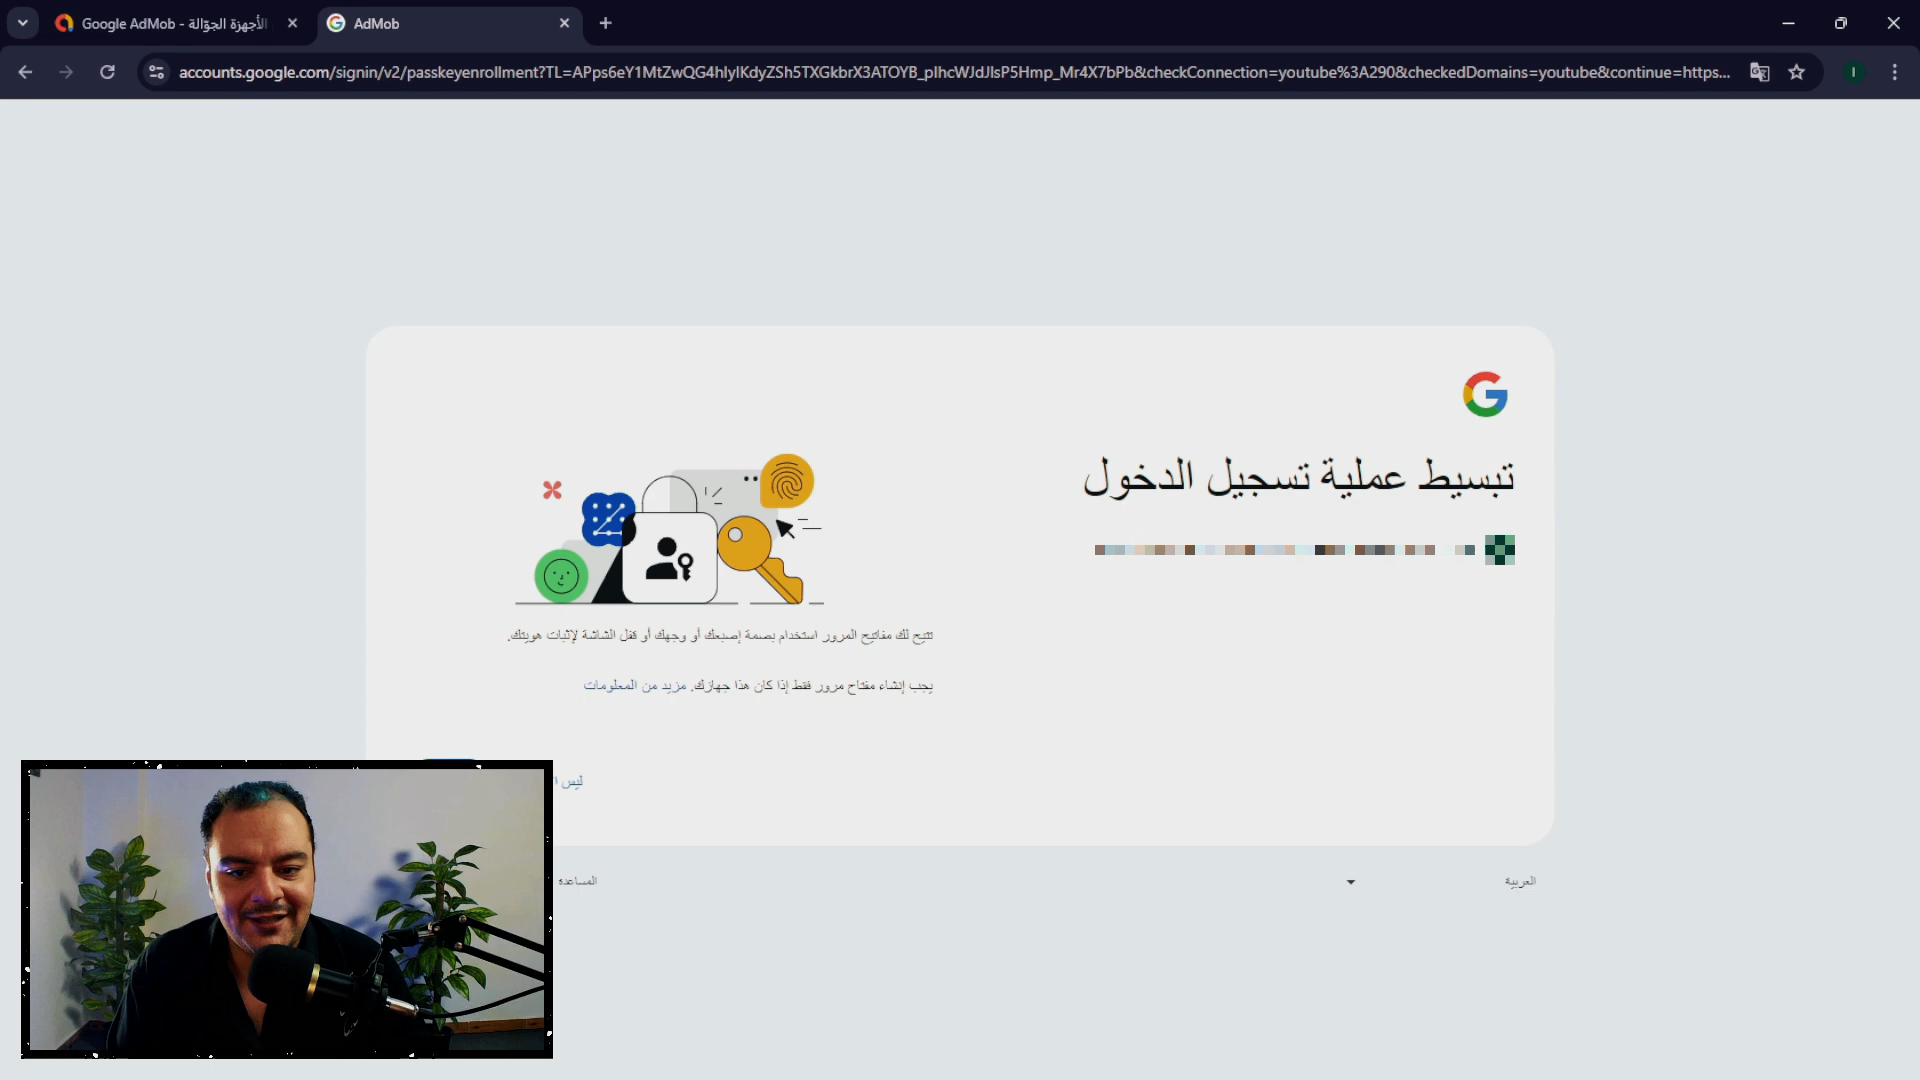 Google AdMob - الأجهزة الجوّالة
AdMob
accounts.google.com/signin/v2/passkeyenrollment?TL=APps6eY1MtZwQG4hIyIKdyZSh5TXGkbrX3ATOYB_pIhcWJdJIsP5Hmp_Mr4X7bPb&checkConnection=youtube%3A290&checkedDomains=youtube&continue=https...
I
تبسيط عملية تسجيل الدخول
تتيح لك مفاتيح المرور استخدام بصمة إصبعك أو وجهك أو قفل الشاشة لإثبات هويتك.
يجب إنشاء مفتاح مرور فقط إذا كان هذا جهازك. مزيد من المعلومات
ليس ا
العربية
المساعدة